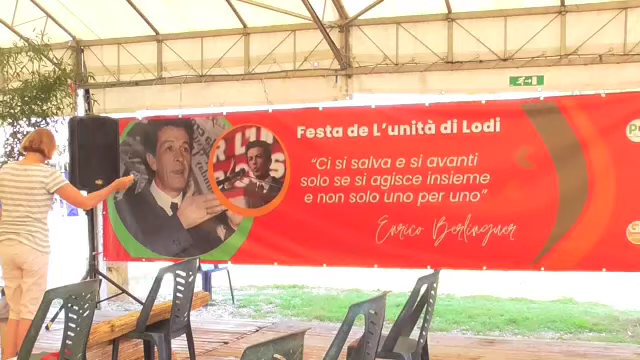 Festa de L'unità di Lodi
"Ci si salva e si avanti
solo se si agisce insieme
e non solo uno per uno"
Enrico Berlinguer